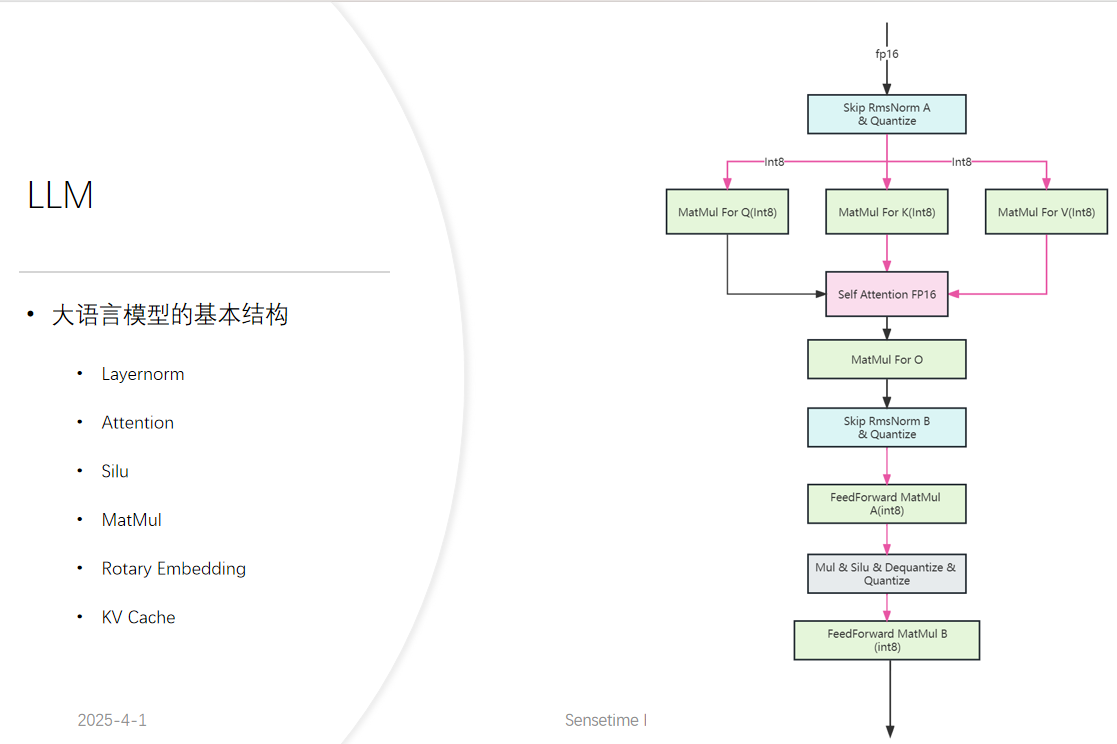 LLM
大语言模型的基本结构
Layernorm
Attention
Silu
MatMul
Rotary Embedding
KV Cache
2025-4-1
Sensetime I
fp16
Skip RmsNorm A
& Quantize
Int8
Int8
MatMul For Q(Int8)
MatMul For K(Int8)
MatMul For V(Int8)
Self Attention FP16
MatMul For O
Skip RmsNorm B
& Quantize
FeedForward MatMul
A(int8)
Mul & Silu & Dequantize &
Quantize
FeedForward MatMul B
(int8)